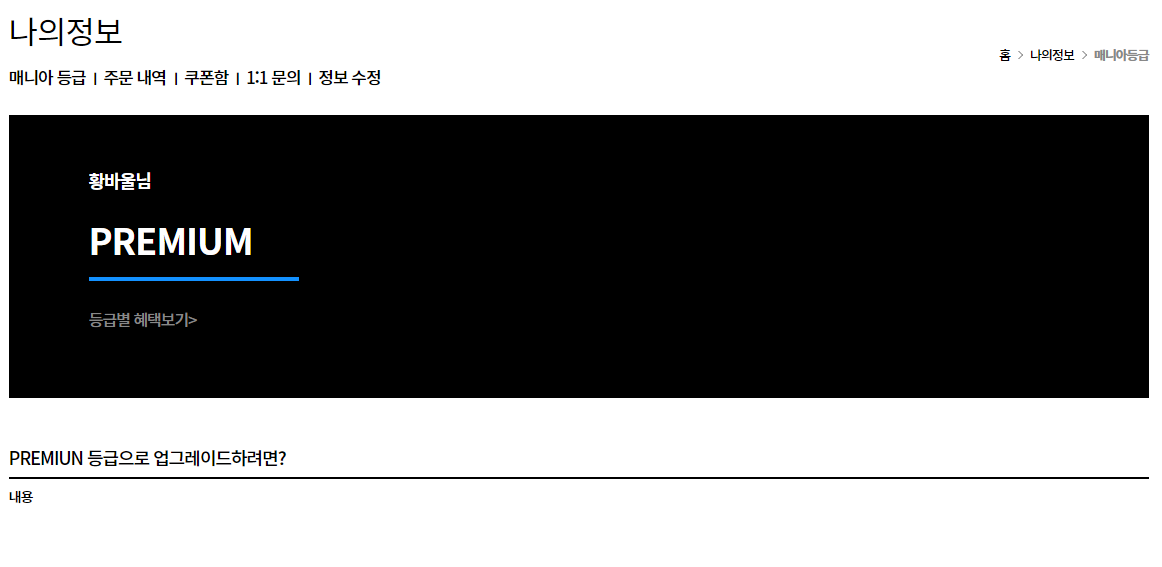 나의정보
홈 > 나의정보 > 매니아등급
매니아 등급 | 주문 내역 | 쿠폰함 | 1:1 문의 | 정보 수정
황바울님
PREMIUM
등급별 혜택보기>
PREMIUN 등급으로 업그레이드하려면?
내용